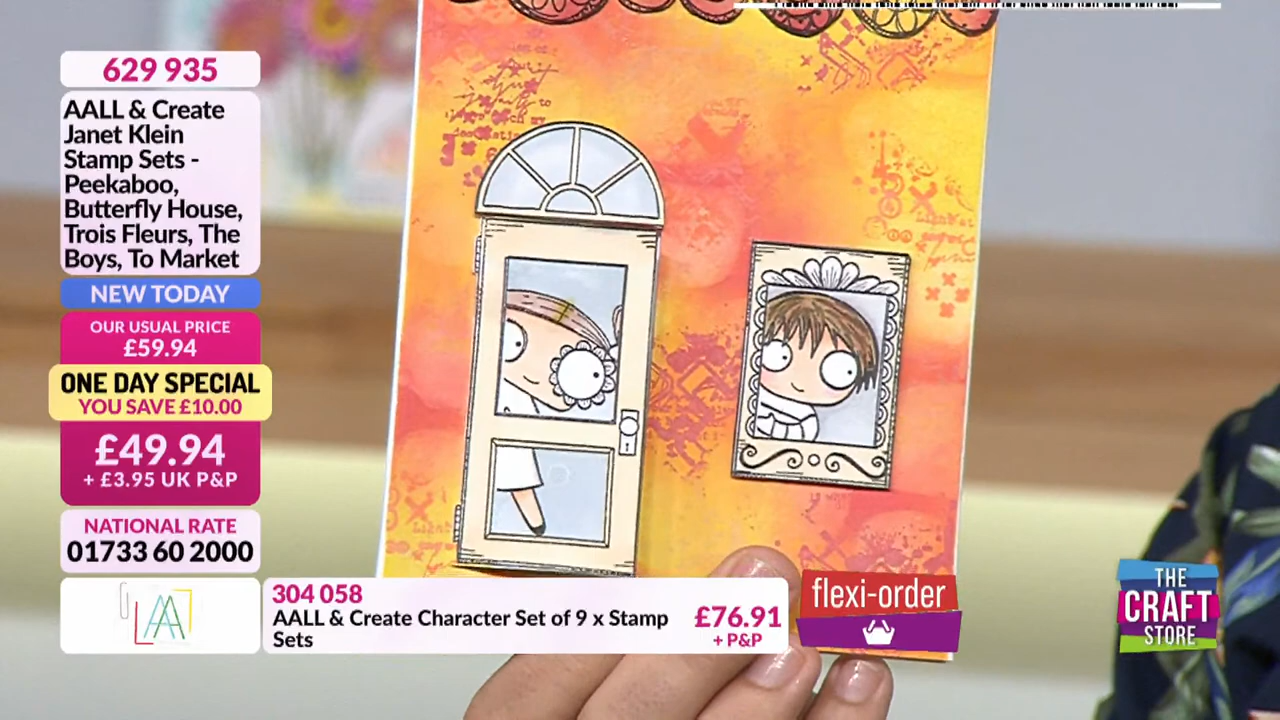 629 935
AALL & Create
Janet Klein
Stamp Sets -
Peekaboo,
Butterfly House,
Trois Fleurs, The
Boys, To Market
NEW TODAY
OUR USUAL PRICE
£59.94
ONE DAY SPECIAL
YOU SAVE £10.00
£49.94
+ £3.95 UK P&P
NATIONAL RATE
01733 60 2000
LAA
304 058
AALL & Create Character Set of 9 x Stamp
Sets
£76.91
+ P&P
flexi-order
THE
CRAFT
STORE